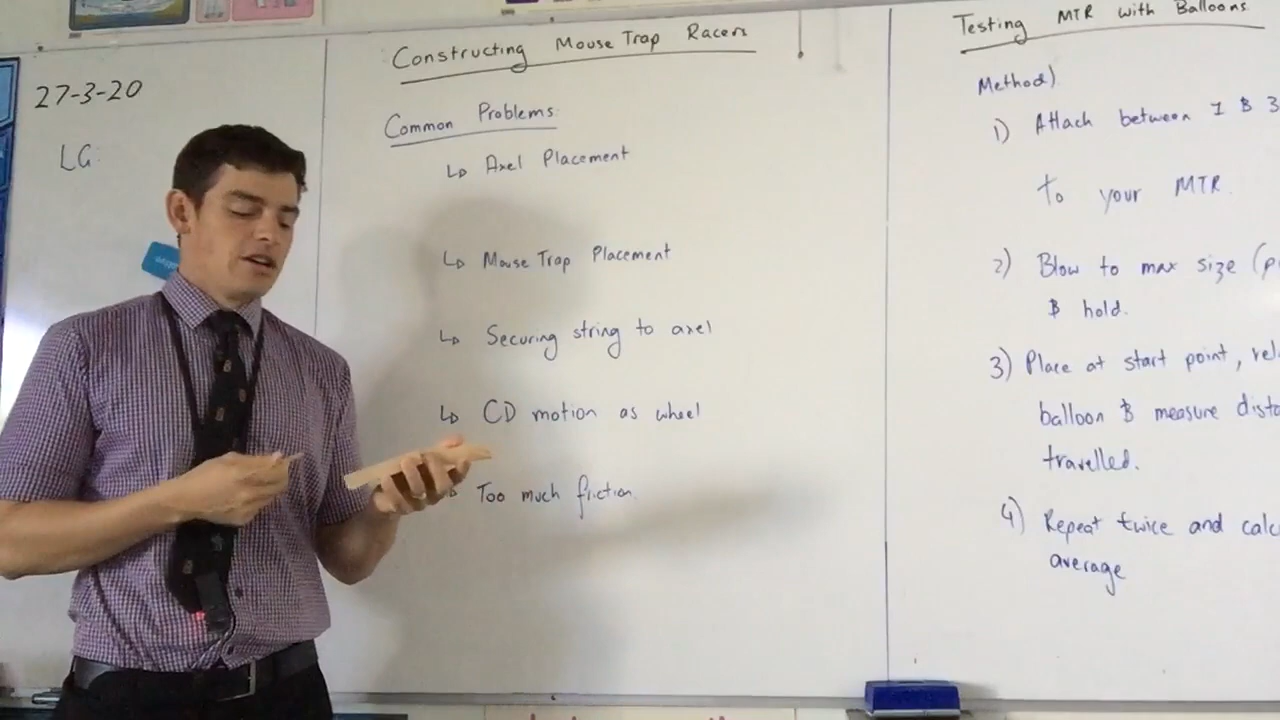 27-3-20
LG:
Constructing Mouse Trap Racers
Common Problems:
Axel Placement
Mouse Trap Placement
Securing string to axel
CD motion as wheel
Too much friction
Testing MTR with Balloons
Method)
1) Attach between 1 & 3
to your MTR.
2) Blow to max size
& hold.
3) Place at start point,
balloon & measure
travelled.
4) Repeat twice and
average